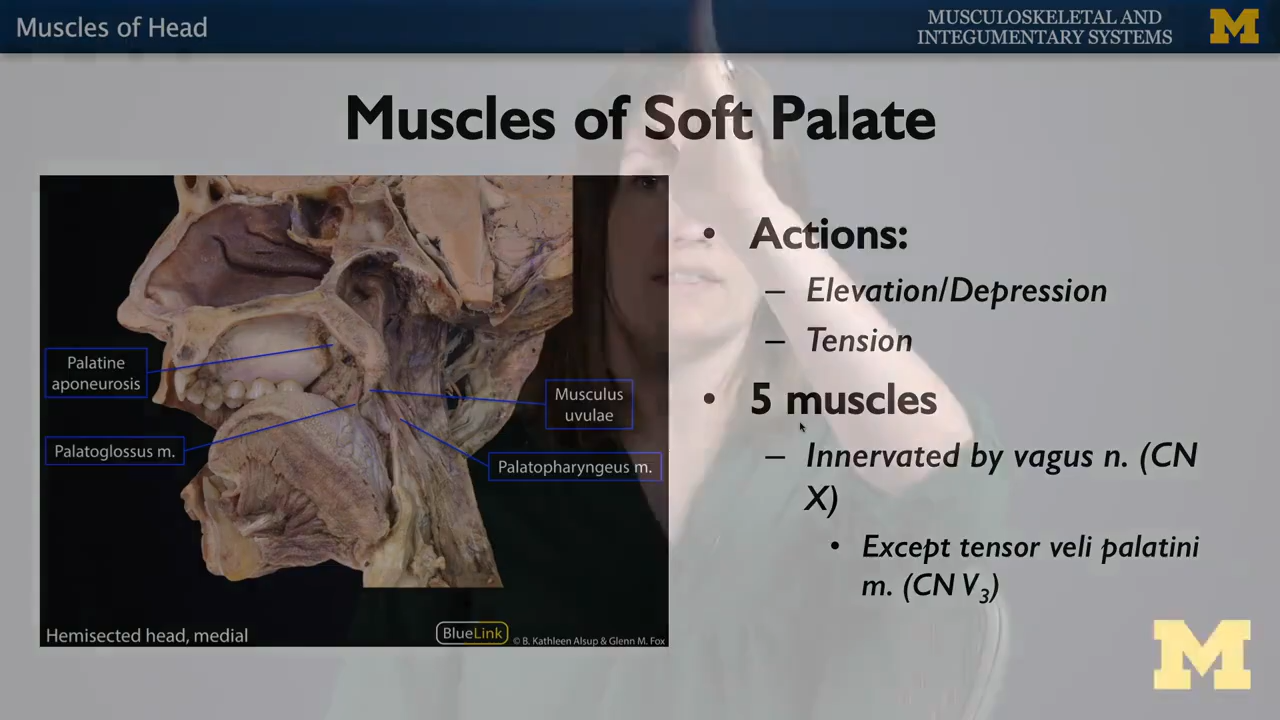 Muscles of Head
MUSCULOSKELETAL AND
INTEGUMENTARY SYSTEMS
M
Muscles of Soft Palate
Palatine
aponeurosis
Palatoglossus m.
Musculus
uvulae
Palatopharyngeus m.
Hemisected head, medial
BlueLink
© B. Kathleen Alsup & Glenn M. Fox
• Actions:
– Elevation/Depression
– Tension
• 5 muscles
– Innervated by vagus n. (CN
X)
• Except tensor veli palatini
m. (CN V₃)
M